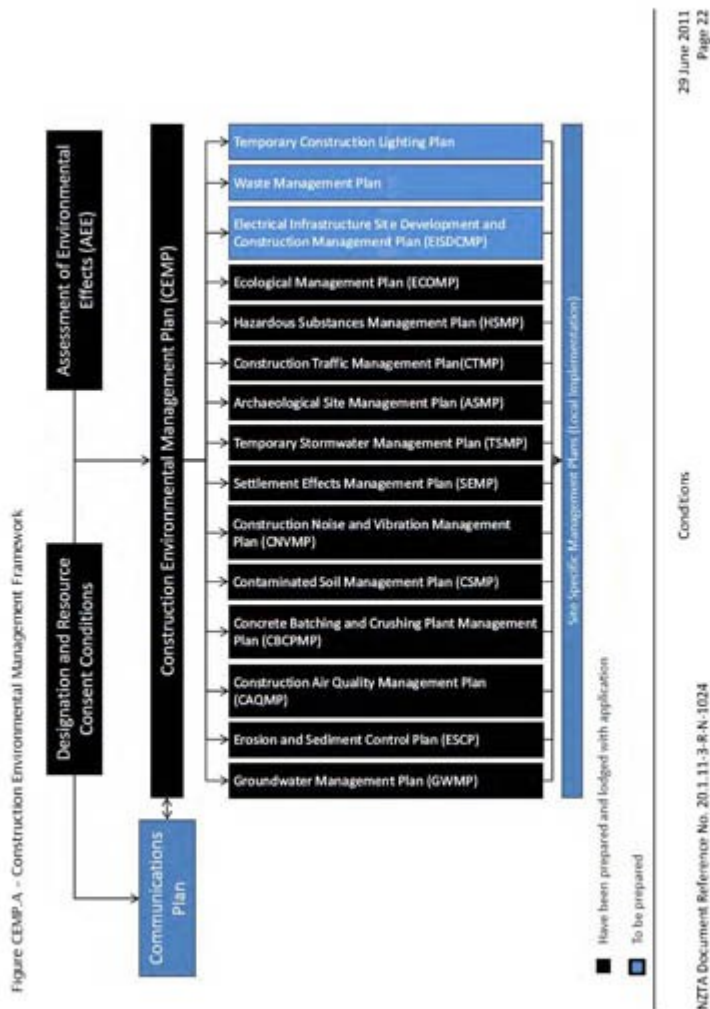 Figure CEMP.A - Construction Environmental Management Framework
Designation and Resource
Consent Conditions
Assessment of Environmental
Effects (AEE)
Communications
Plan
Construction Environmental Management Plan (CEMP)
Groundwater Management Plan (GWMP)
Erosion and Sediment Control Plan (ESCP)
Construction Air Quality Management Plan
(CAQMP)
Concrete Batching and Crushing Plant Management
Plan (CBCPMP)
Contaminated Soil Management Plan (CSMP)
Construction Noise and Vibration Management
Plan (CNVMP)
Settlement Effects Management Plan (SEMP)
Temporary Stormwater Management Plan (TSMP)
Archaeological Site Management Plan (ASMP)
Construction Traffic Management Plan(CTMP)
Hazardous Substances Management Plan (HSMP)
Ecological Management Plan (ECOMP)
Electrical Infrastructure Site Development and
Construction Management Plan (EISDCMP)
Waste Management Plan
Temporary Construction Lighting Plan
Site Specific Management Plans (Local Implementation)
Have been prepared and lodged with application
To be prepared
NZTA Document Reference No. 20.1.11-3-R-N-1024
Conditions
29 June 2011
Page 22